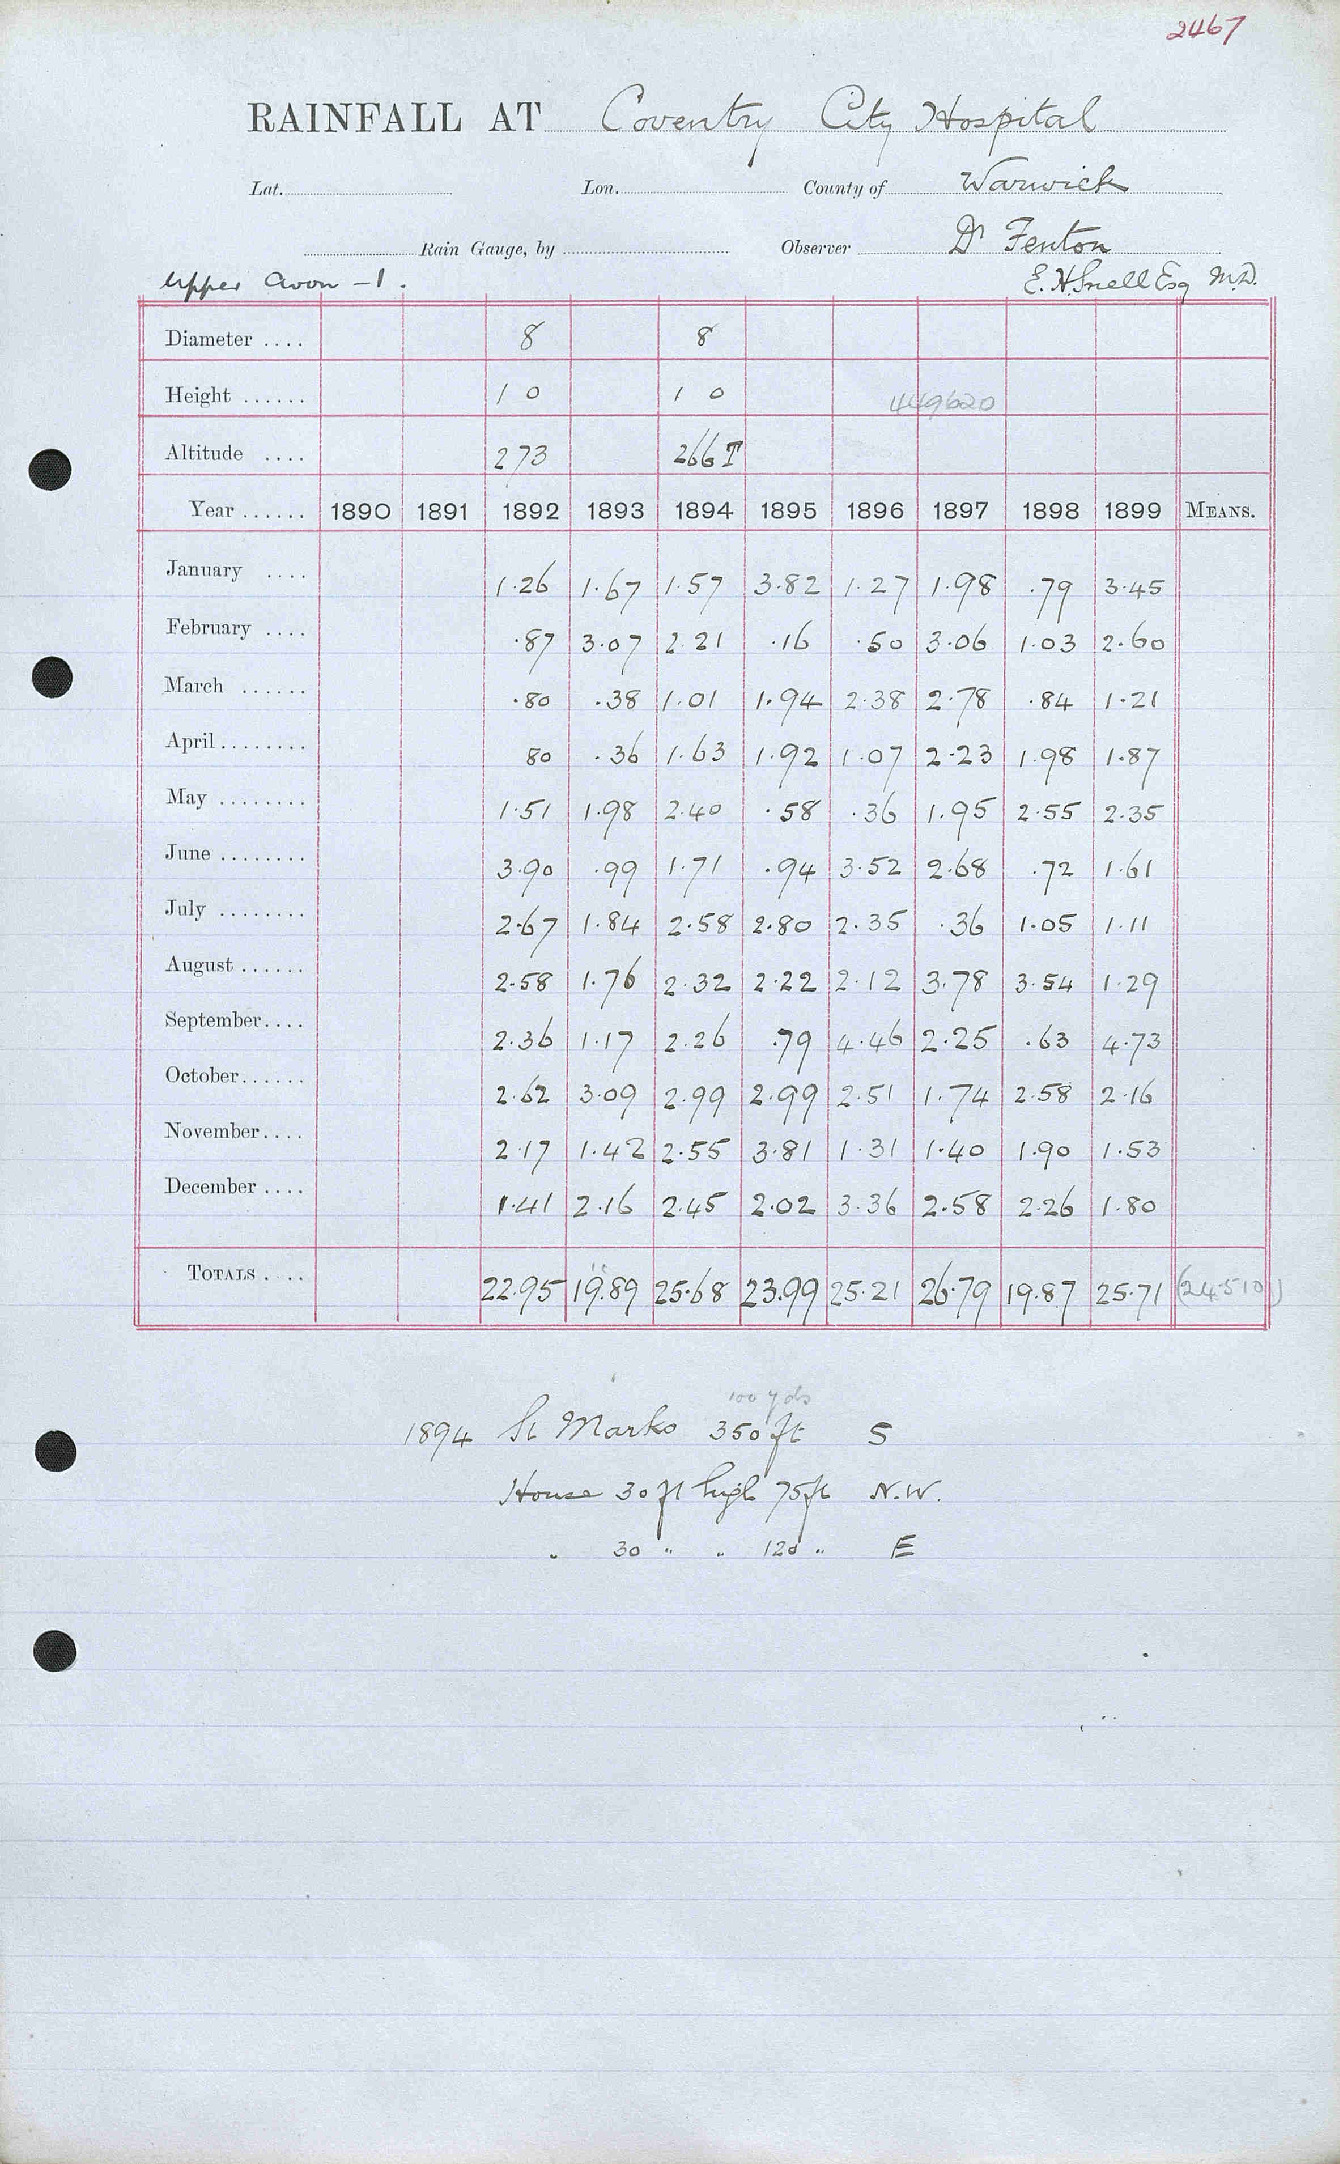 2467
RAINFALL AT Coventry City Hospital
Lat. Lon. County of Warwick
Rain Gauge, by Observer Dr Fenton
Upper Avon - 1. E. H. Snell Esq M.D.
Diameter .... 8 8
Height ...... 1 0 1 0 449620
Altitude .... 273 266 T
Year ...... 1890 1891 1892 1893 1894 1895 1896 1897 1898 1899 MEANS.
January .... 1.26 1.67 1.57 3.82 1.27 1.98 .79 3.45
February .... .87 3.07 2.21 .16 .50 3.06 1.03 2.60
March ...... .80 .38 1.01 1.94 2.38 2.78 .84 1.21
April ........ 80 .36 1.63 1.92 1.07 2.23 1.98 1.87
May ........ 1.51 1.98 2.40 .58 .36 1.95 2.55 2.35
June ........ 3.90 .99 1.71 .94 3.52 2.68 .72 1.61
July ........ 2.67 1.84 2.58 2.80 2.35 .36 1.05 1.11
August ...... 2.58 1.76 2.32 2.22 2.12 3.78 3.54 1.29
September .... 2.36 1.17 2.26 .79 4.46 2.25 .63 4.73
October ...... 2.62 3.09 2.99 2.99 2.51 1.74 2.58 2.16
November .... 2.17 1.42 2.55 3.81 1.31 1.40 1.90 1.53
December .... 1.41 2.16 2.45 2.02 3.36 2.58 2.26 1.80
TOTALS .... 22.95 19.89 25.68 23.99 25.21 26.79 19.87 25.71 (24.510)
100 yds
1894 St Marks 350 ft S
House 30 ft high 75 ft N.W.
" 30 " " 120 " E